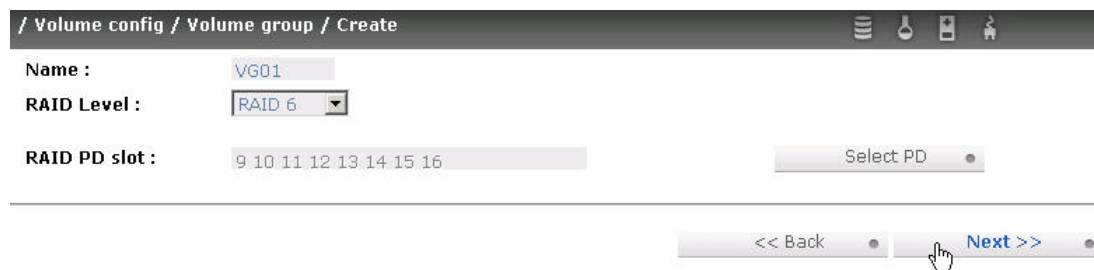 / Volume config / Volume group / Create
Name : VG01
RAID Level : RAID 6
RAID PD slot : 9 10 11 12 13 14 15 16 Select PD
<< Back Next >>